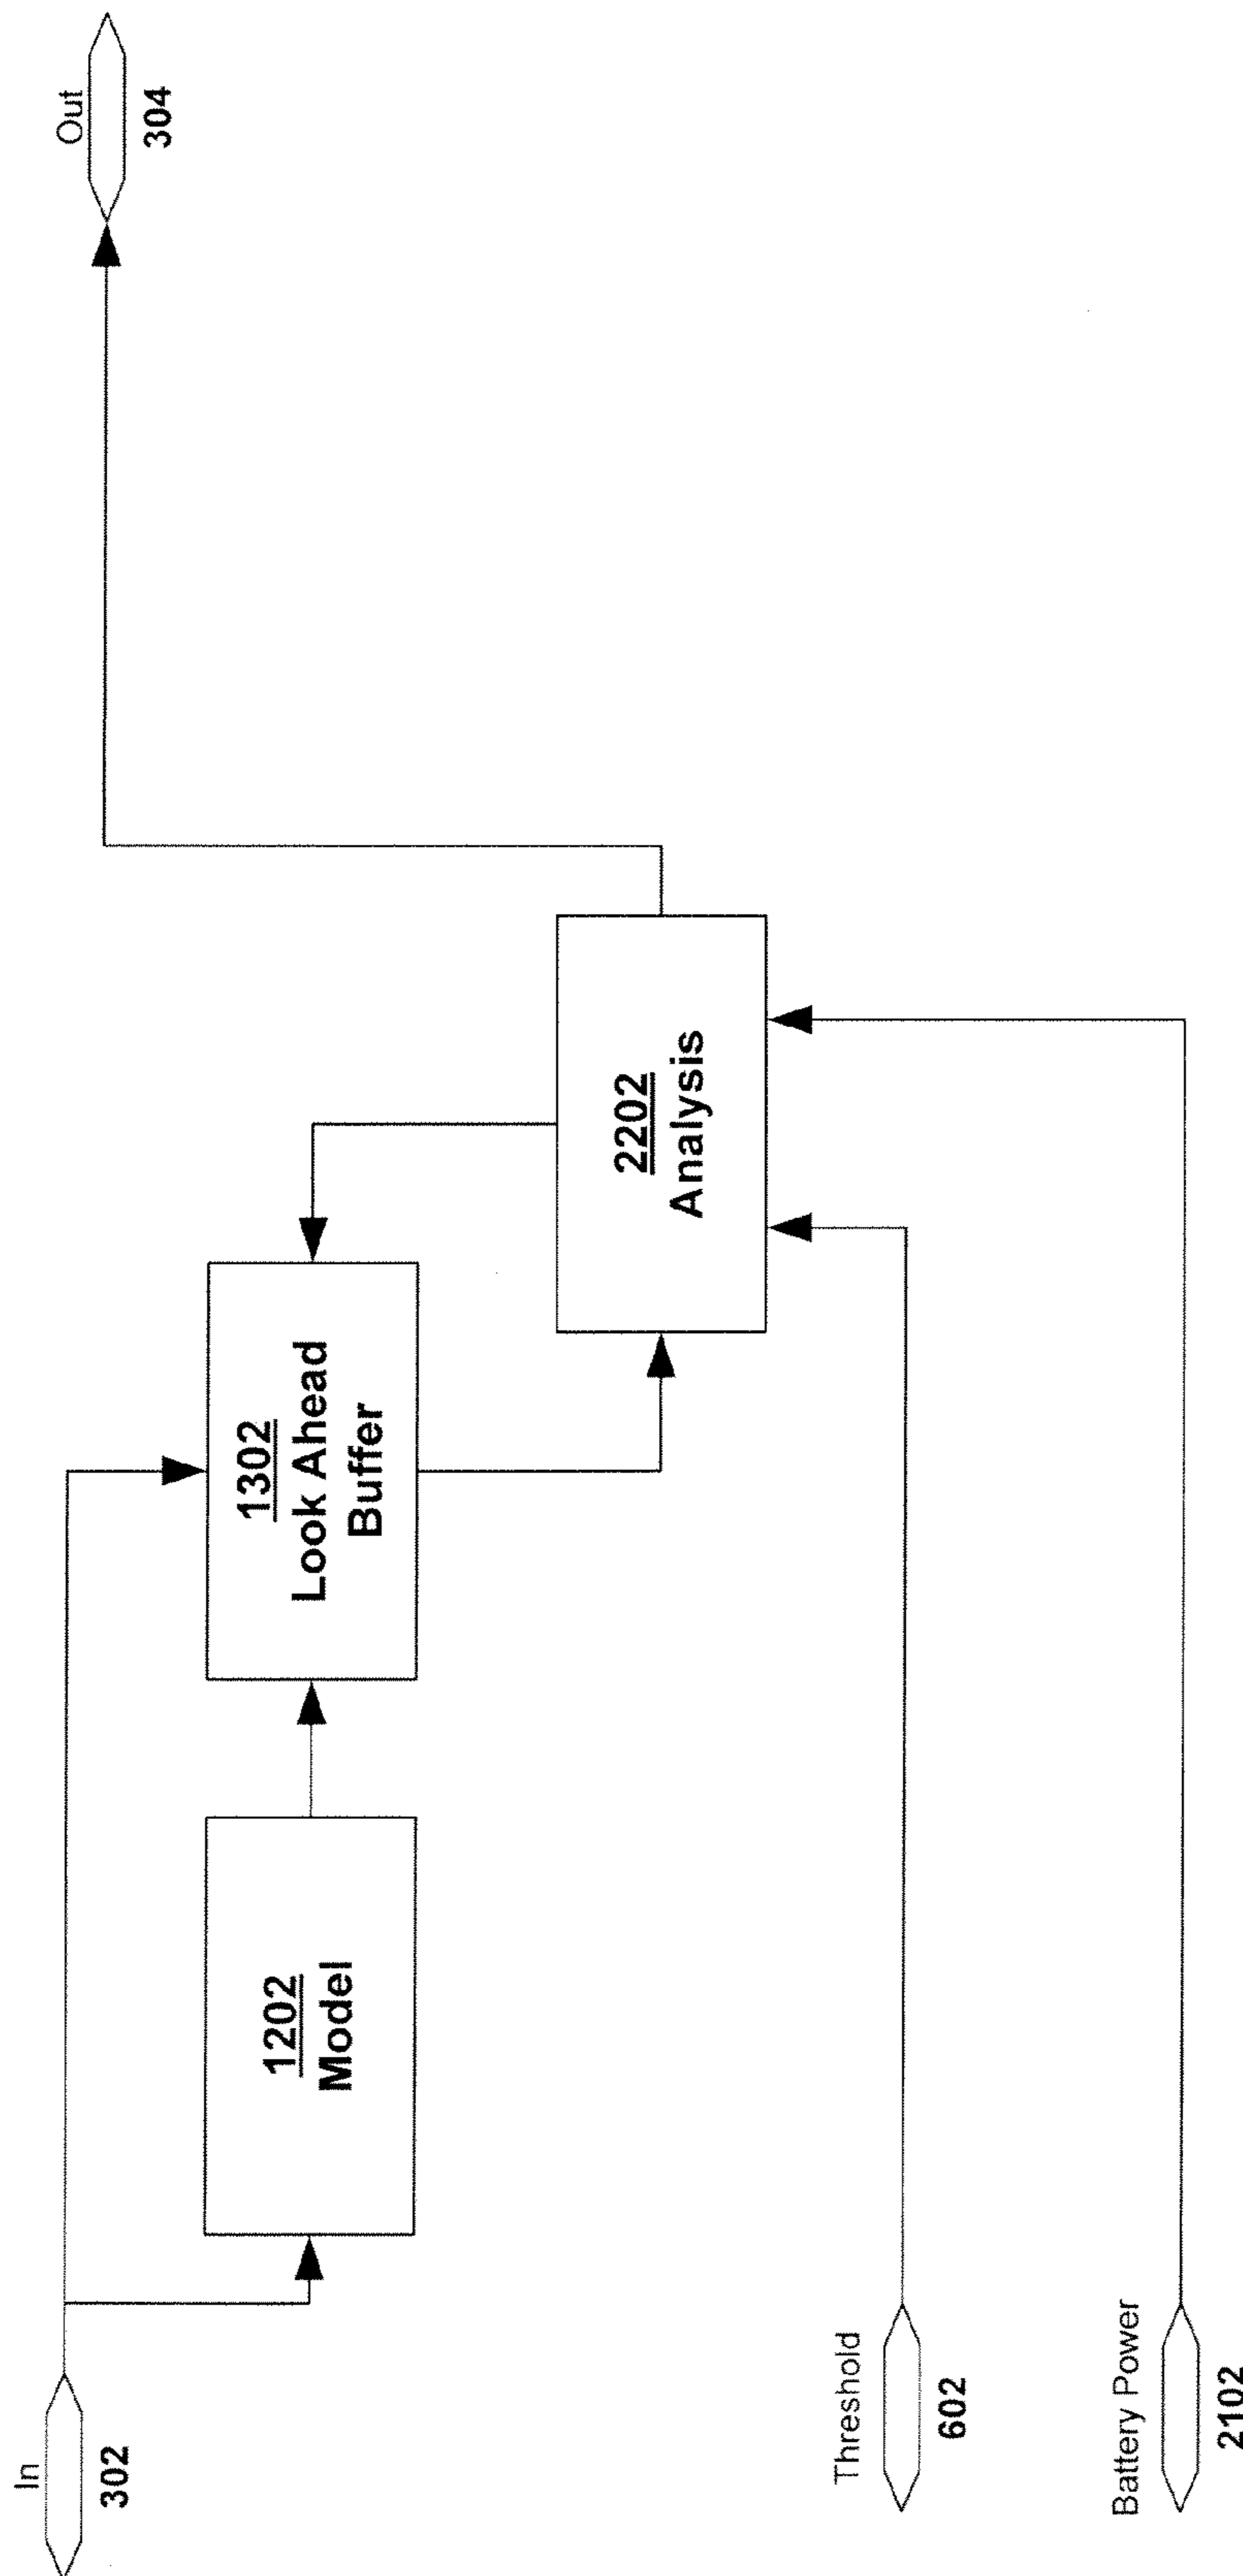 In
302
Out
304
1202
Model
1302
Look Ahead
Buffer
2202
Analysis
Threshold
602
Battery Power
2102